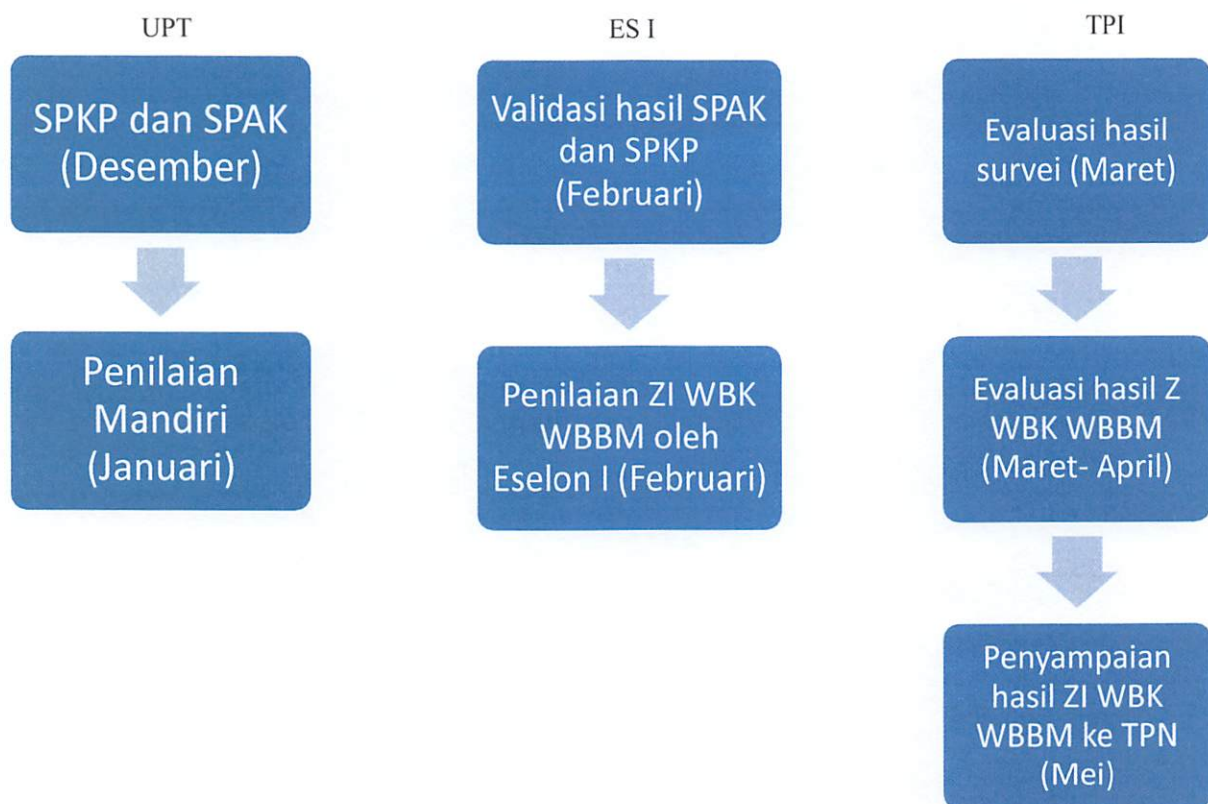 UPT
SPKP dan SPAK
(Desember)
Penilaian
Mandiri
(Januari)
ES I
Validasi hasil SPAK
dan SPKP
(Februari)
Penilaian ZI WBK
WBBM oleh
Eselon I (Februari)
TPI
Evaluasi hasil
survei (Maret)
Evaluasi hasil Z
WBK WBBM
(Maret- April)
Penyampaian
hasil ZI WBK
WBBM ke TPN
(Mei)